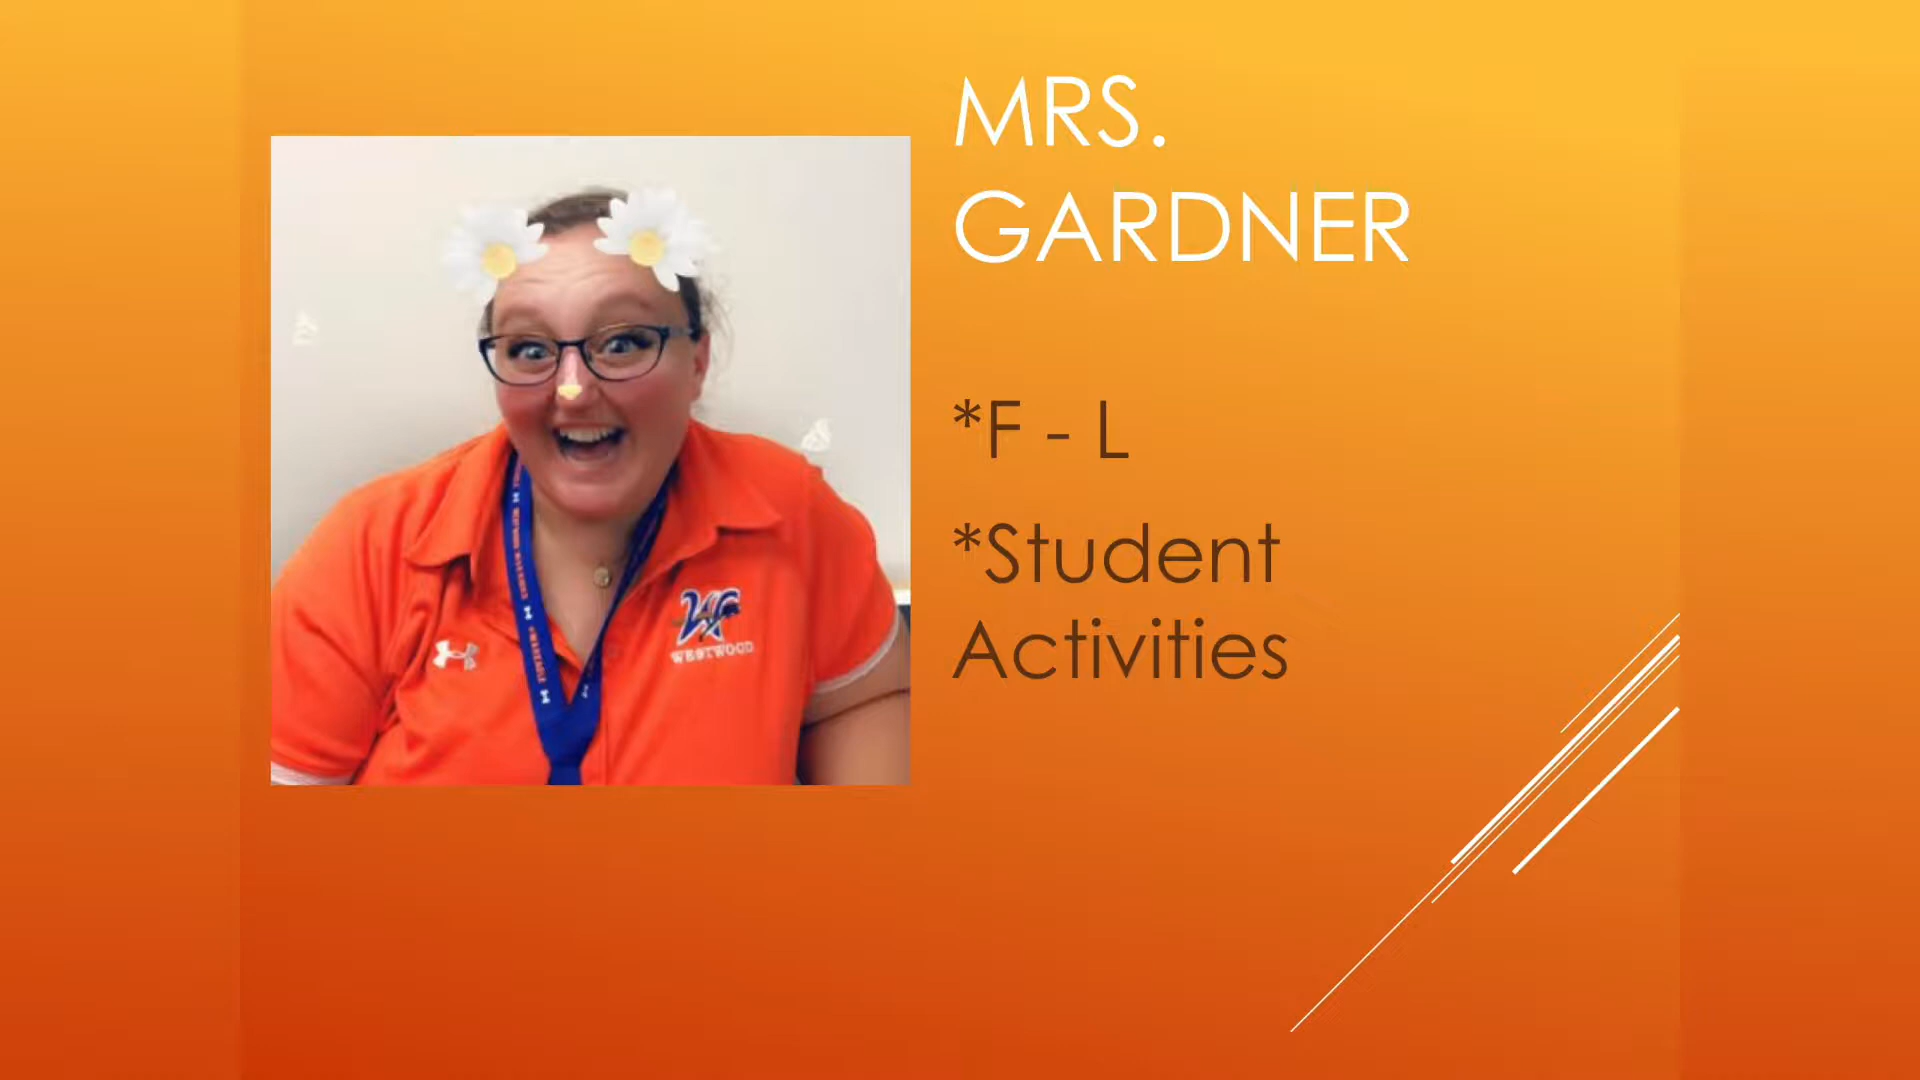 MRS.
GARDNER
*F - L
*Student
Activities
WESTWOOD